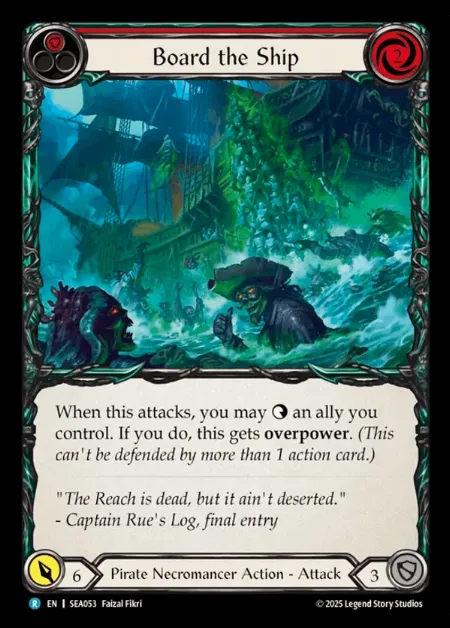 Board the Ship
2
When this attacks, you may an ally you
control. If you do, this gets overpower. (This
can't be defended by more than 1 action card.)
"The Reach is dead, but it ain't deserted."
- Captain Rue's Log, final entry
6
Pirate Necromancer Action - Attack
3
R EN | SEA053 Faizal Fikri
© 2025 Legend Story Studios